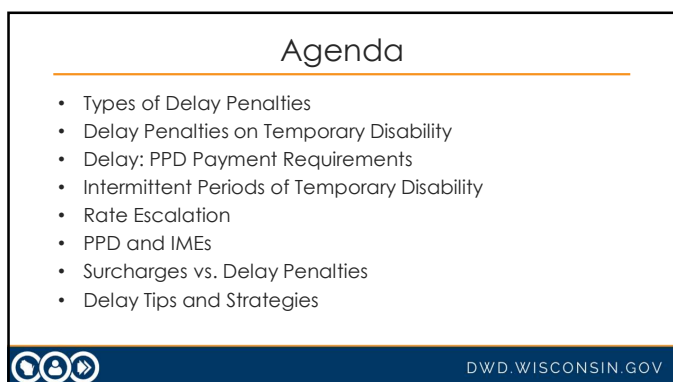 Agenda
• Types of Delay Penalties
• Delay Penalties on Temporary Disability
• Delay: PPD Payment Requirements
• Intermittent Periods of Temporary Disability
• Rate Escalation
• PPD and IMEs
• Surcharges vs. Delay Penalties
• Delay Tips and Strategies
DWD.WISCONSIN.GOV